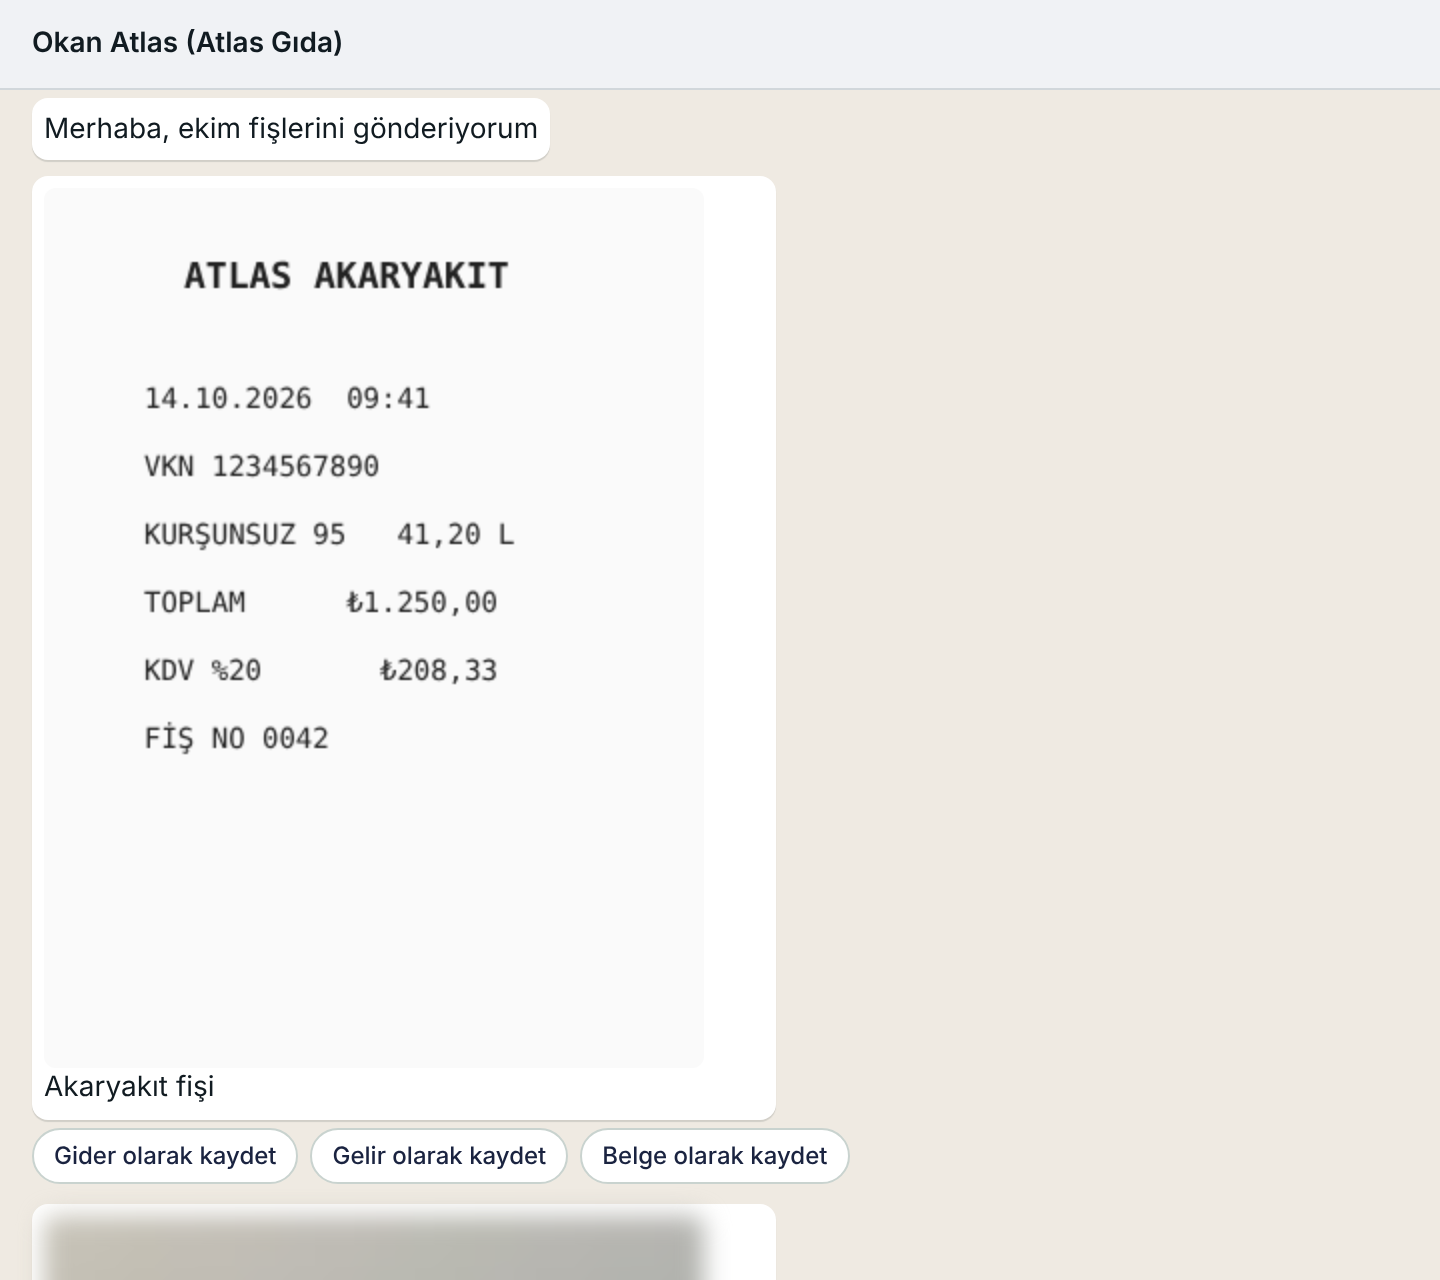 Okan Atlas (Atlas Gıda)
Merhaba, ekim fişlerini gönderiyorum
ATLAS AKARYAKIT
14.10.2026  09:41
VKN 1234567890
KURŞUNSUZ 95   41,20 L
TOPLAM      ₺1.250,00
KDV %20       ₺208,33
FİŞ NO 0042
Akaryakıt fişi
Gider olarak kaydet
Gelir olarak kaydet
Belge olarak kaydet